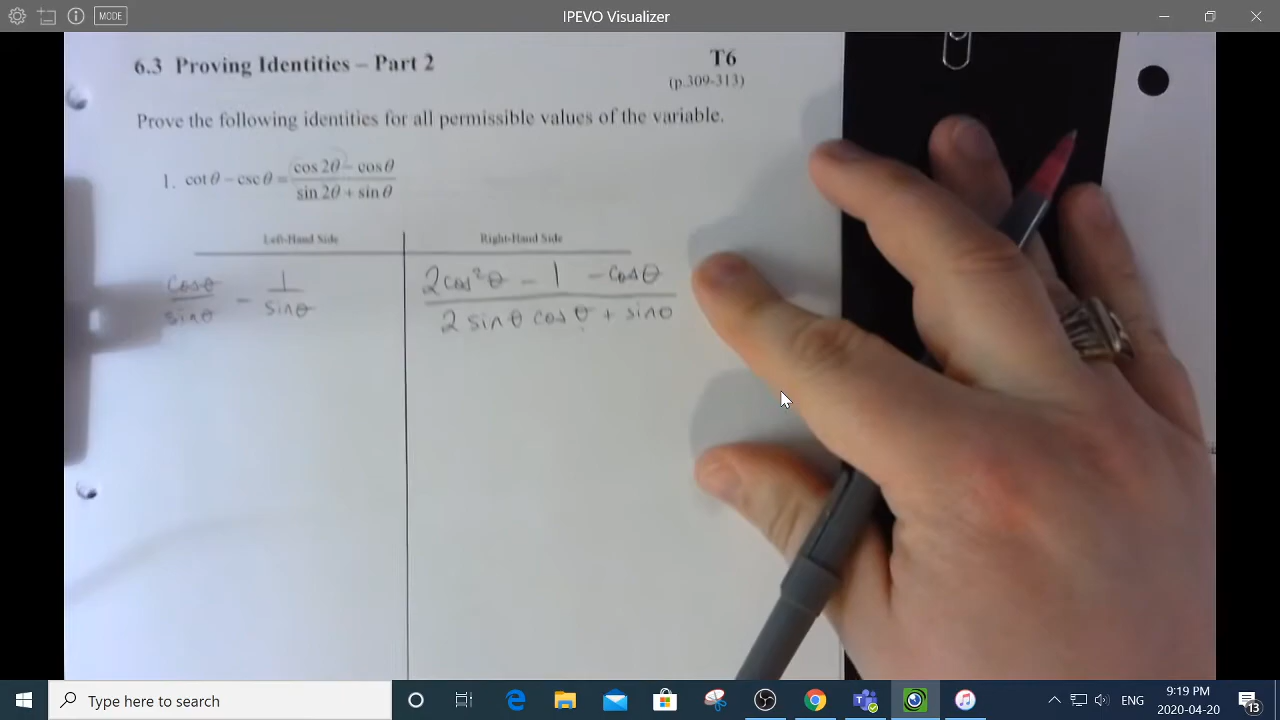 IPEVO Visualizer
MODE
6.3 Proving Identities – Part 2
T6
(p.309-313)
Prove the following identities for all permissible values of the variable.
1. cot θ – csc θ = (cos 2θ – cos θ)/(sin 2θ + sin θ)
Left-Hand Side
Right-Hand Side
cosθ/sinθ – 1/sinθ
(2cos²θ – 1 – cosθ)/(2 sinθ cosθ + sinθ)
Type here to search
ENG
9:19 PM
2020-04-20
13